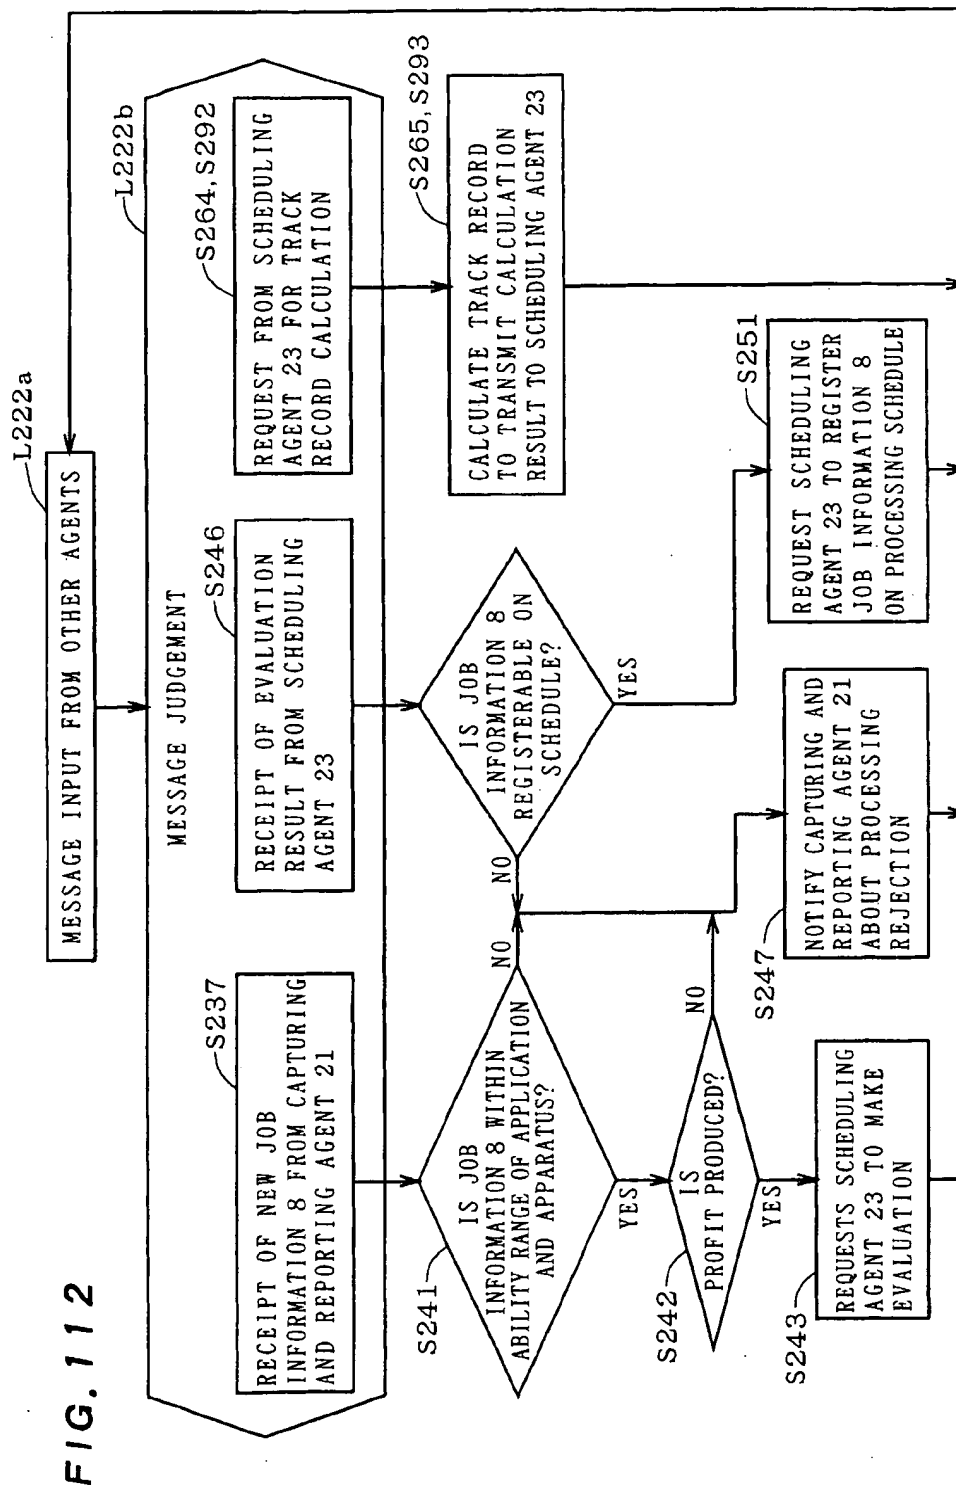 FIG.112
MESSAGE INPUT FROM OTHER AGENTS
L222a
L222b
MESSAGE JUDGEMENT
S237
RECEIPT OF NEW JOB
INFORMATION 8 FROM CAPTURING
AND REPORTING AGENT 21
S246
RECEIPT OF EVALUATION
RESULT FROM SCHEDULING
AGENT 23
S264,S292
REQUEST FROM SCHEDULING
AGENT 23 FOR TRACK
RECORD CALCULATION
S241
IS JOB
INFORMATION 8 WITHIN
ABILITY RANGE OF APPLICATION
AND APPARATUS?
NO
YES
IS JOB
INFORMATION 8
REGISTERABLE ON
SCHEDULE?
NO
YES
S265,S293
CALCULATE TRACK RECORD
TO TRANSMIT CALCULATION
RESULT TO SCHEDULING AGENT 23
S242
IS
PROFIT PRODUCED?
NO
YES
S243
REQUESTS SCHEDULING
AGENT 23 TO MAKE
EVALUATION
S247
NOTIFY CAPTURING AND
REPORTING AGENT 21
ABOUT PROCESSING
REJECTION
S251
REQUEST SCHEDULING
AGENT 23 TO REGISTER
JOB INFORMATION 8
ON PROCESSING SCHEDULE